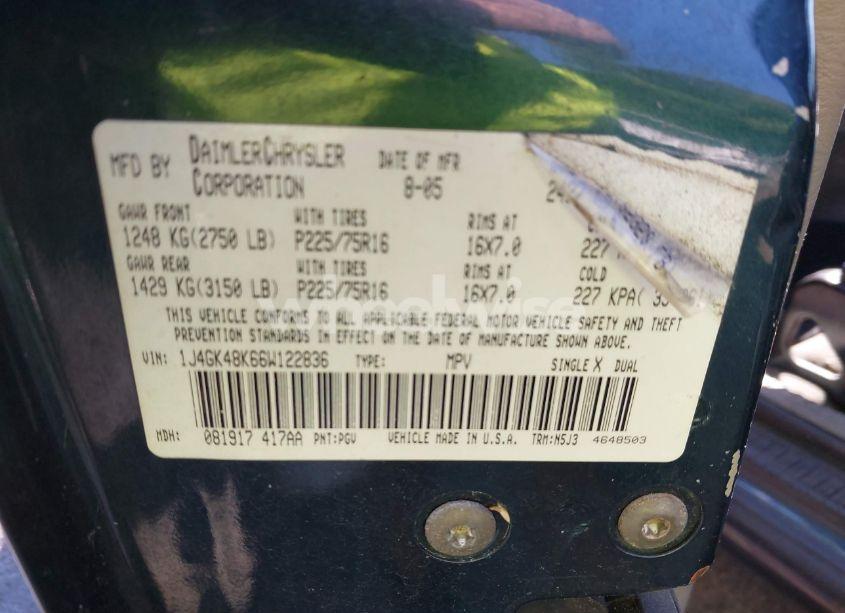 MFD BY DAIMLERCHRYSLER DATE OF MFR
CORPORATION 8-05
GAWR FRONT WITH TIRES RIMS AT
1248 KG(2750 LB) P225/75R16 16X7.0 227
GAWR REAR WITH TIRES RIMS AT COLD
1429 KG(3150 LB) P225/75R16 16X7.0 227 KPA(
THIS VEHICLE CONFORMS TO ALL APPLICABLE FEDERAL MOTOR VEHICLE SAFETY AND THEFT
PREVENTION STANDARDS IN EFFECT ON THE DATE OF MANUFACTURE SHOWN ABOVE.
VIN: 1J4GK48K66W122836 TYPE: MPV SINGLE X DUAL
MDH: 081917 417AA PNT:PGV VEHICLE MADE IN U.S.A. TRM:N5J3 4648503